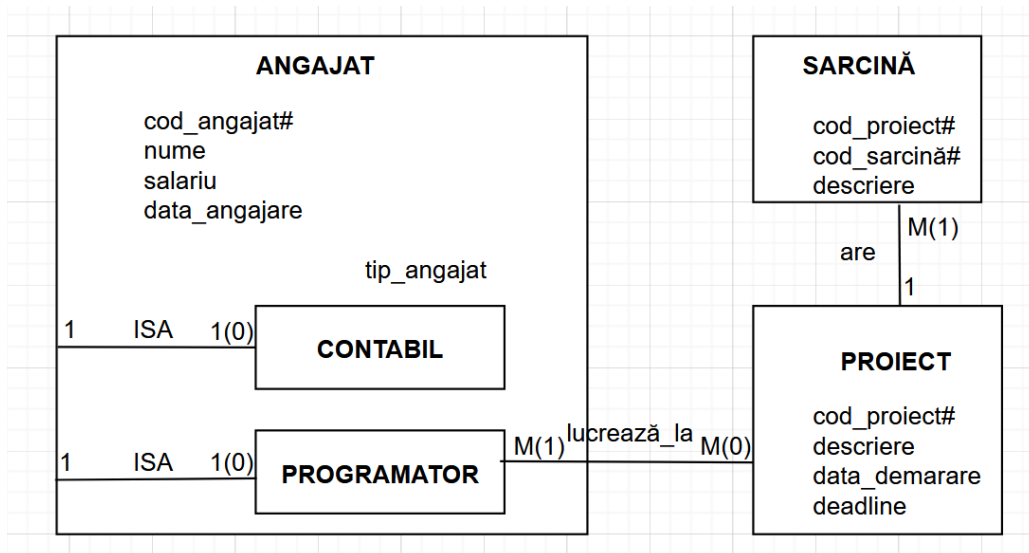 ANGAJAT
cod_angajat#
nume
salariu
data_angajare
tip_angajat
1 ISA 1(0)
CONTABIL
1 ISA 1(0)
PROGRAMATOR
M(1) lucrează_la M(0)
SARCINĂ
cod_proiect#
cod_sarcină#
descriere
M(1)
are
1
PROIECT
cod_proiect#
descriere
data_demarare
deadline